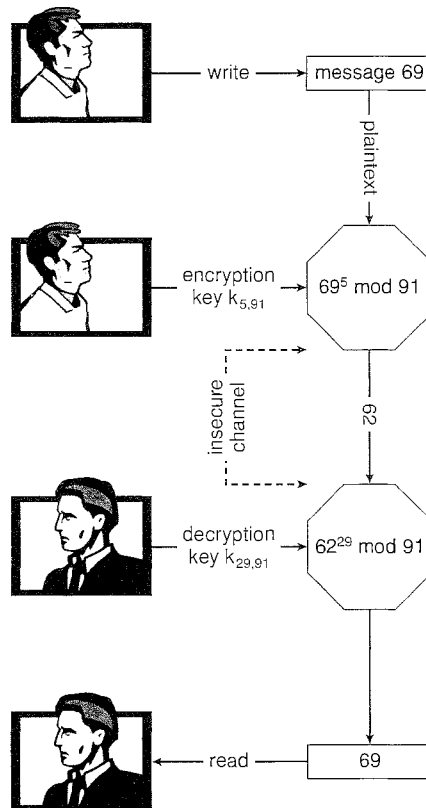 write
message 69
plaintext
encryption
key k₅,₉₁
69⁵ mod 91
insecure
channel
62
decryption
key k₂₉,₉₁
62²⁹ mod 91
read
69